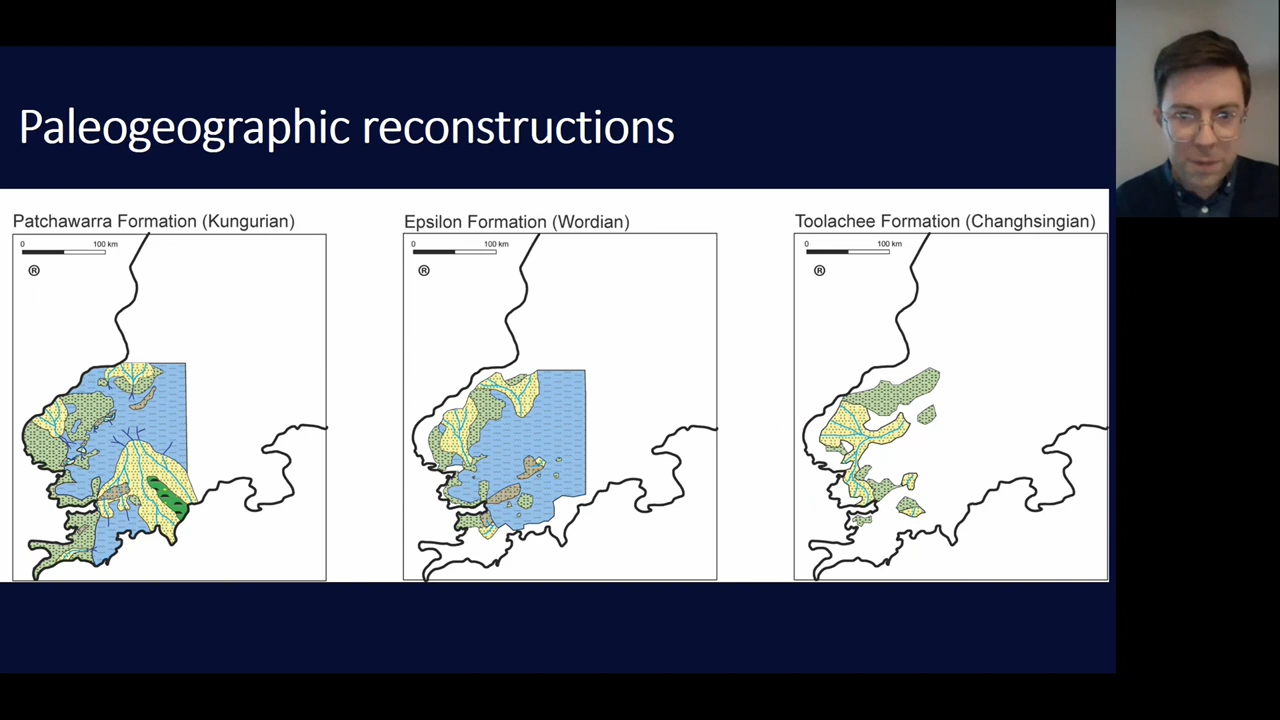 Paleogeographic reconstructions
Patchawarra Formation (Kungurian)
0 100 km
®
Epsilon Formation (Wordian)
0 100 km
®
Toolachee Formation (Changhsingian)
0 100 km
®